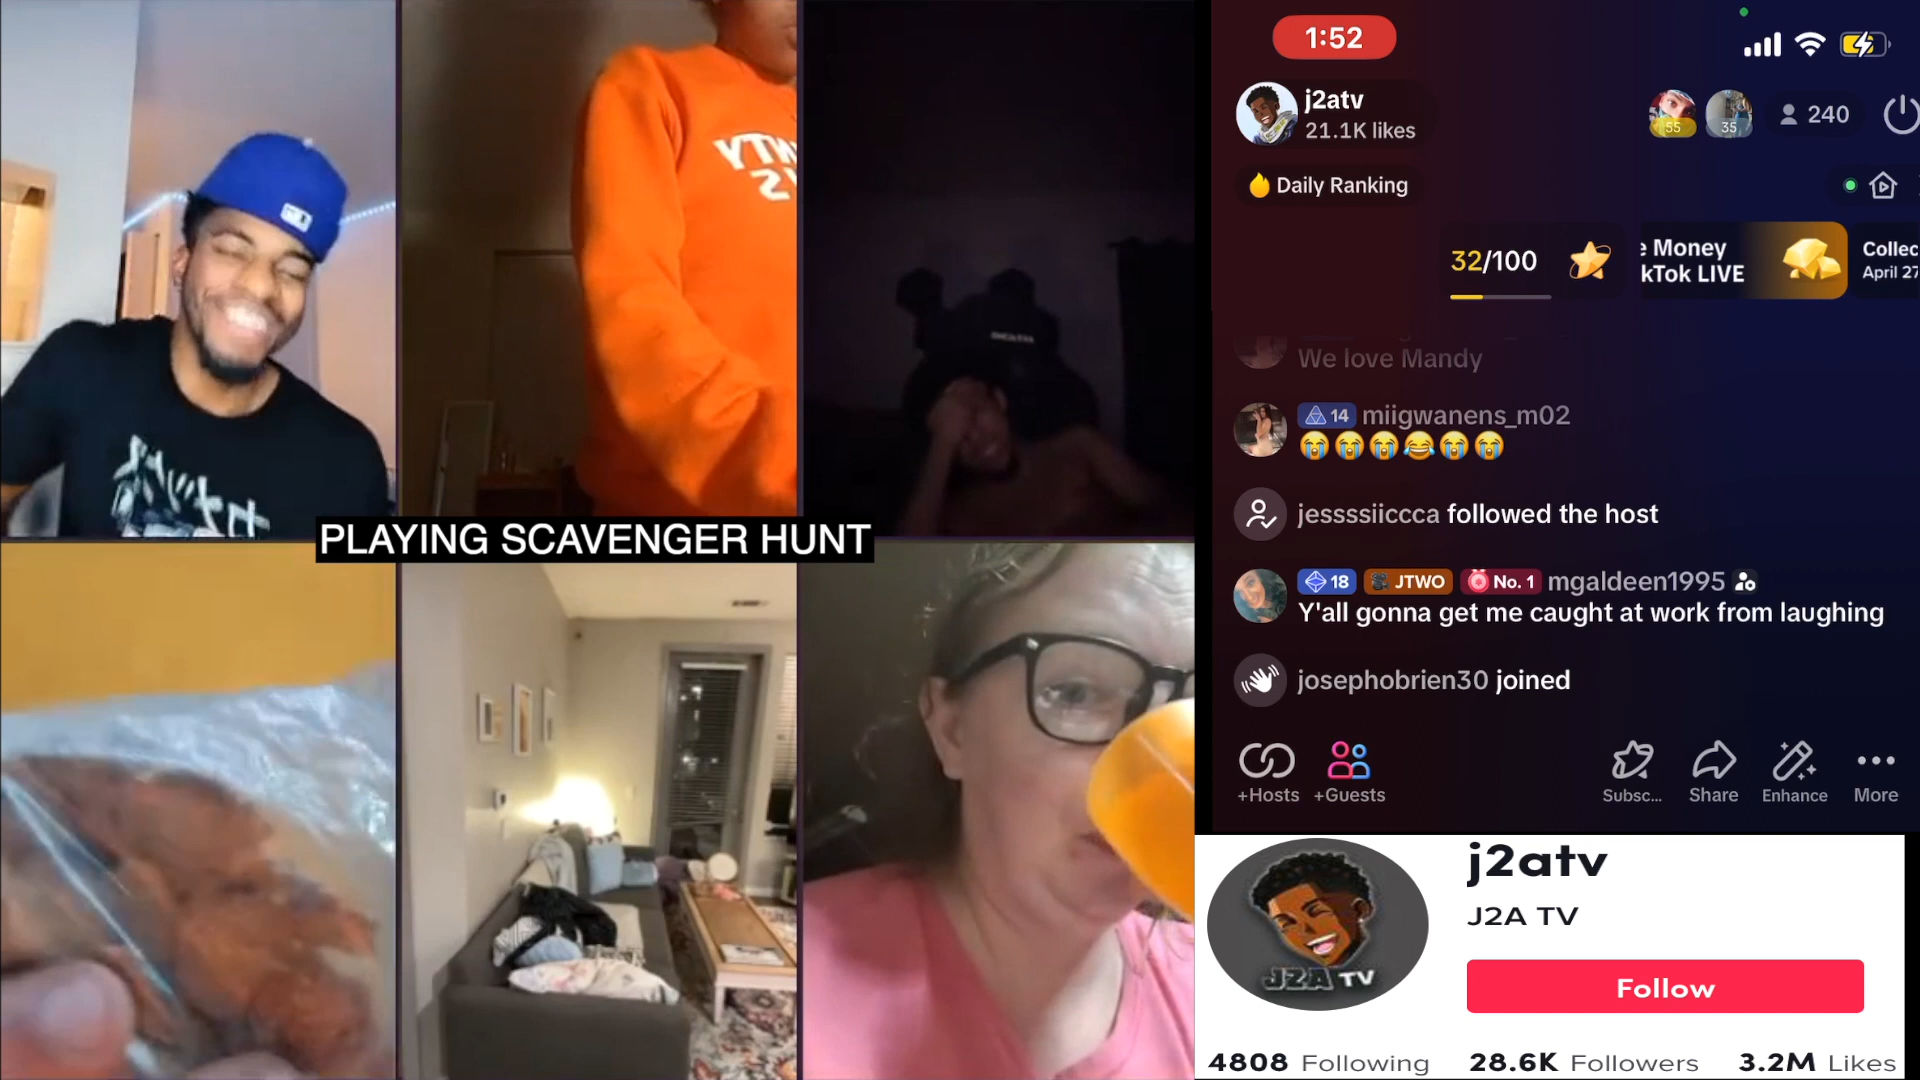 PLAYING SCAVENGER HUNT
1:52
j2atv
21.1K likes
55
35
240
Daily Ranking
32/100
e Money
kTok LIVE
Collec
April 27
We love Mandy
14 miigwanens_m02
😭😭😭😂😭😭
jessssiiccca followed the host
18 JTWO No. 1 mgaldeen1995
Y'all gonna get me caught at work from laughing
josephobrien30 joined
+Hosts
+Guests
Subsc...
Share
Enhance
More
j2atv
J2A TV
J2A TV
Follow
4808 Following 28.6K Followers 3.2M Likes